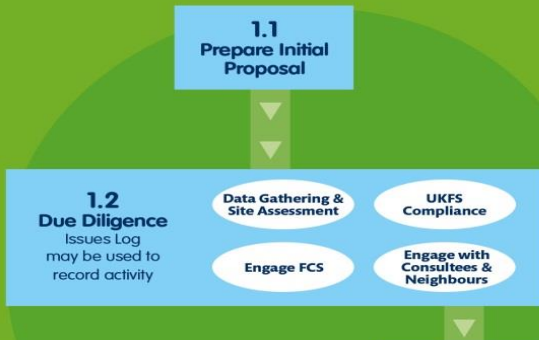 1.1
Prepare Initial
Proposal
1.2
Due Diligence
Issues Log
may be used to
record activity
Data Gathering &
Site Assessment
UKFS
Compliance
Engage FCS
Engage with
Consultees &
Neighbours